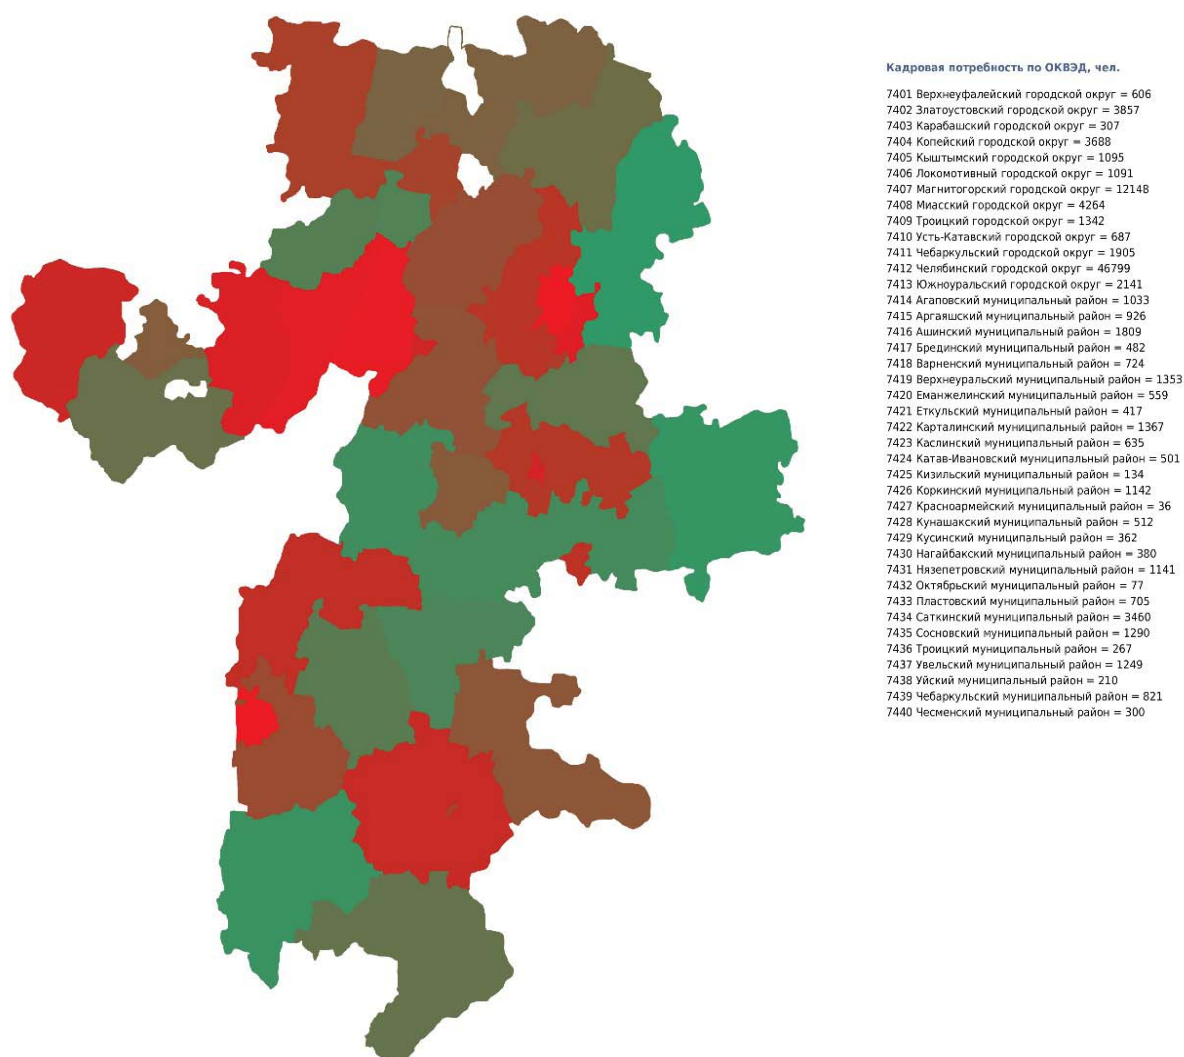 Кадровая потребность по ОКВЭД, чел.
7401 Верхнеуфалейский городской округ = 606
7402 Златоустовский городской округ = 3857
7403 Карабашский городской округ = 307
7404 Копейский городской округ = 3688
7405 Кыштымский городской округ = 1095
7406 Локомотивный городской округ = 1091
7407 Магнитогорский городской округ = 12148
7408 Миасский городской округ = 4264
7409 Троицкий городской округ = 1342
7410 Усть-Катавский городской округ = 687
7411 Чебаркульский городской округ = 1905
7412 Челябинский городской округ = 46799
7413 Южноуральский городской округ = 2141
7414 Агаповский муниципальный район = 1033
7415 Аргаяшский муниципальный район = 926
7416 Ашинский муниципальный район = 1809
7417 Брединский муниципальный район = 482
7418 Варненский муниципальный район = 724
7419 Верхнеуральский муниципальный район = 1353
7420 Еманжелинский муниципальный район = 559
7421 Еткульский муниципальный район = 417
7422 Карталинский муниципальный район = 1367
7423 Каслинский муниципальный район = 635
7424 Катав-Ивановский муниципальный район = 501
7425 Кизильский муниципальный район = 134
7426 Коркинский муниципальный район = 1142
7427 Красноармейский муниципальный район = 36
7428 Кунашакский муниципальный район = 512
7429 Кусинский муниципальный район = 362
7430 Нагайбакский муниципальный район = 380
7431 Нязепетровский муниципальный район = 1141
7432 Октябрьский муниципальный район = 77
7433 Пластовский муниципальный район = 705
7434 Саткинский муниципальный район = 3460
7435 Сосновский муниципальный район = 1290
7436 Троицкий муниципальный район = 267
7437 Увельский муниципальный район = 1249
7438 Уйский муниципальный район = 210
7439 Чебаркульский муниципальный район = 821
7440 Чесменский муниципальный район = 300